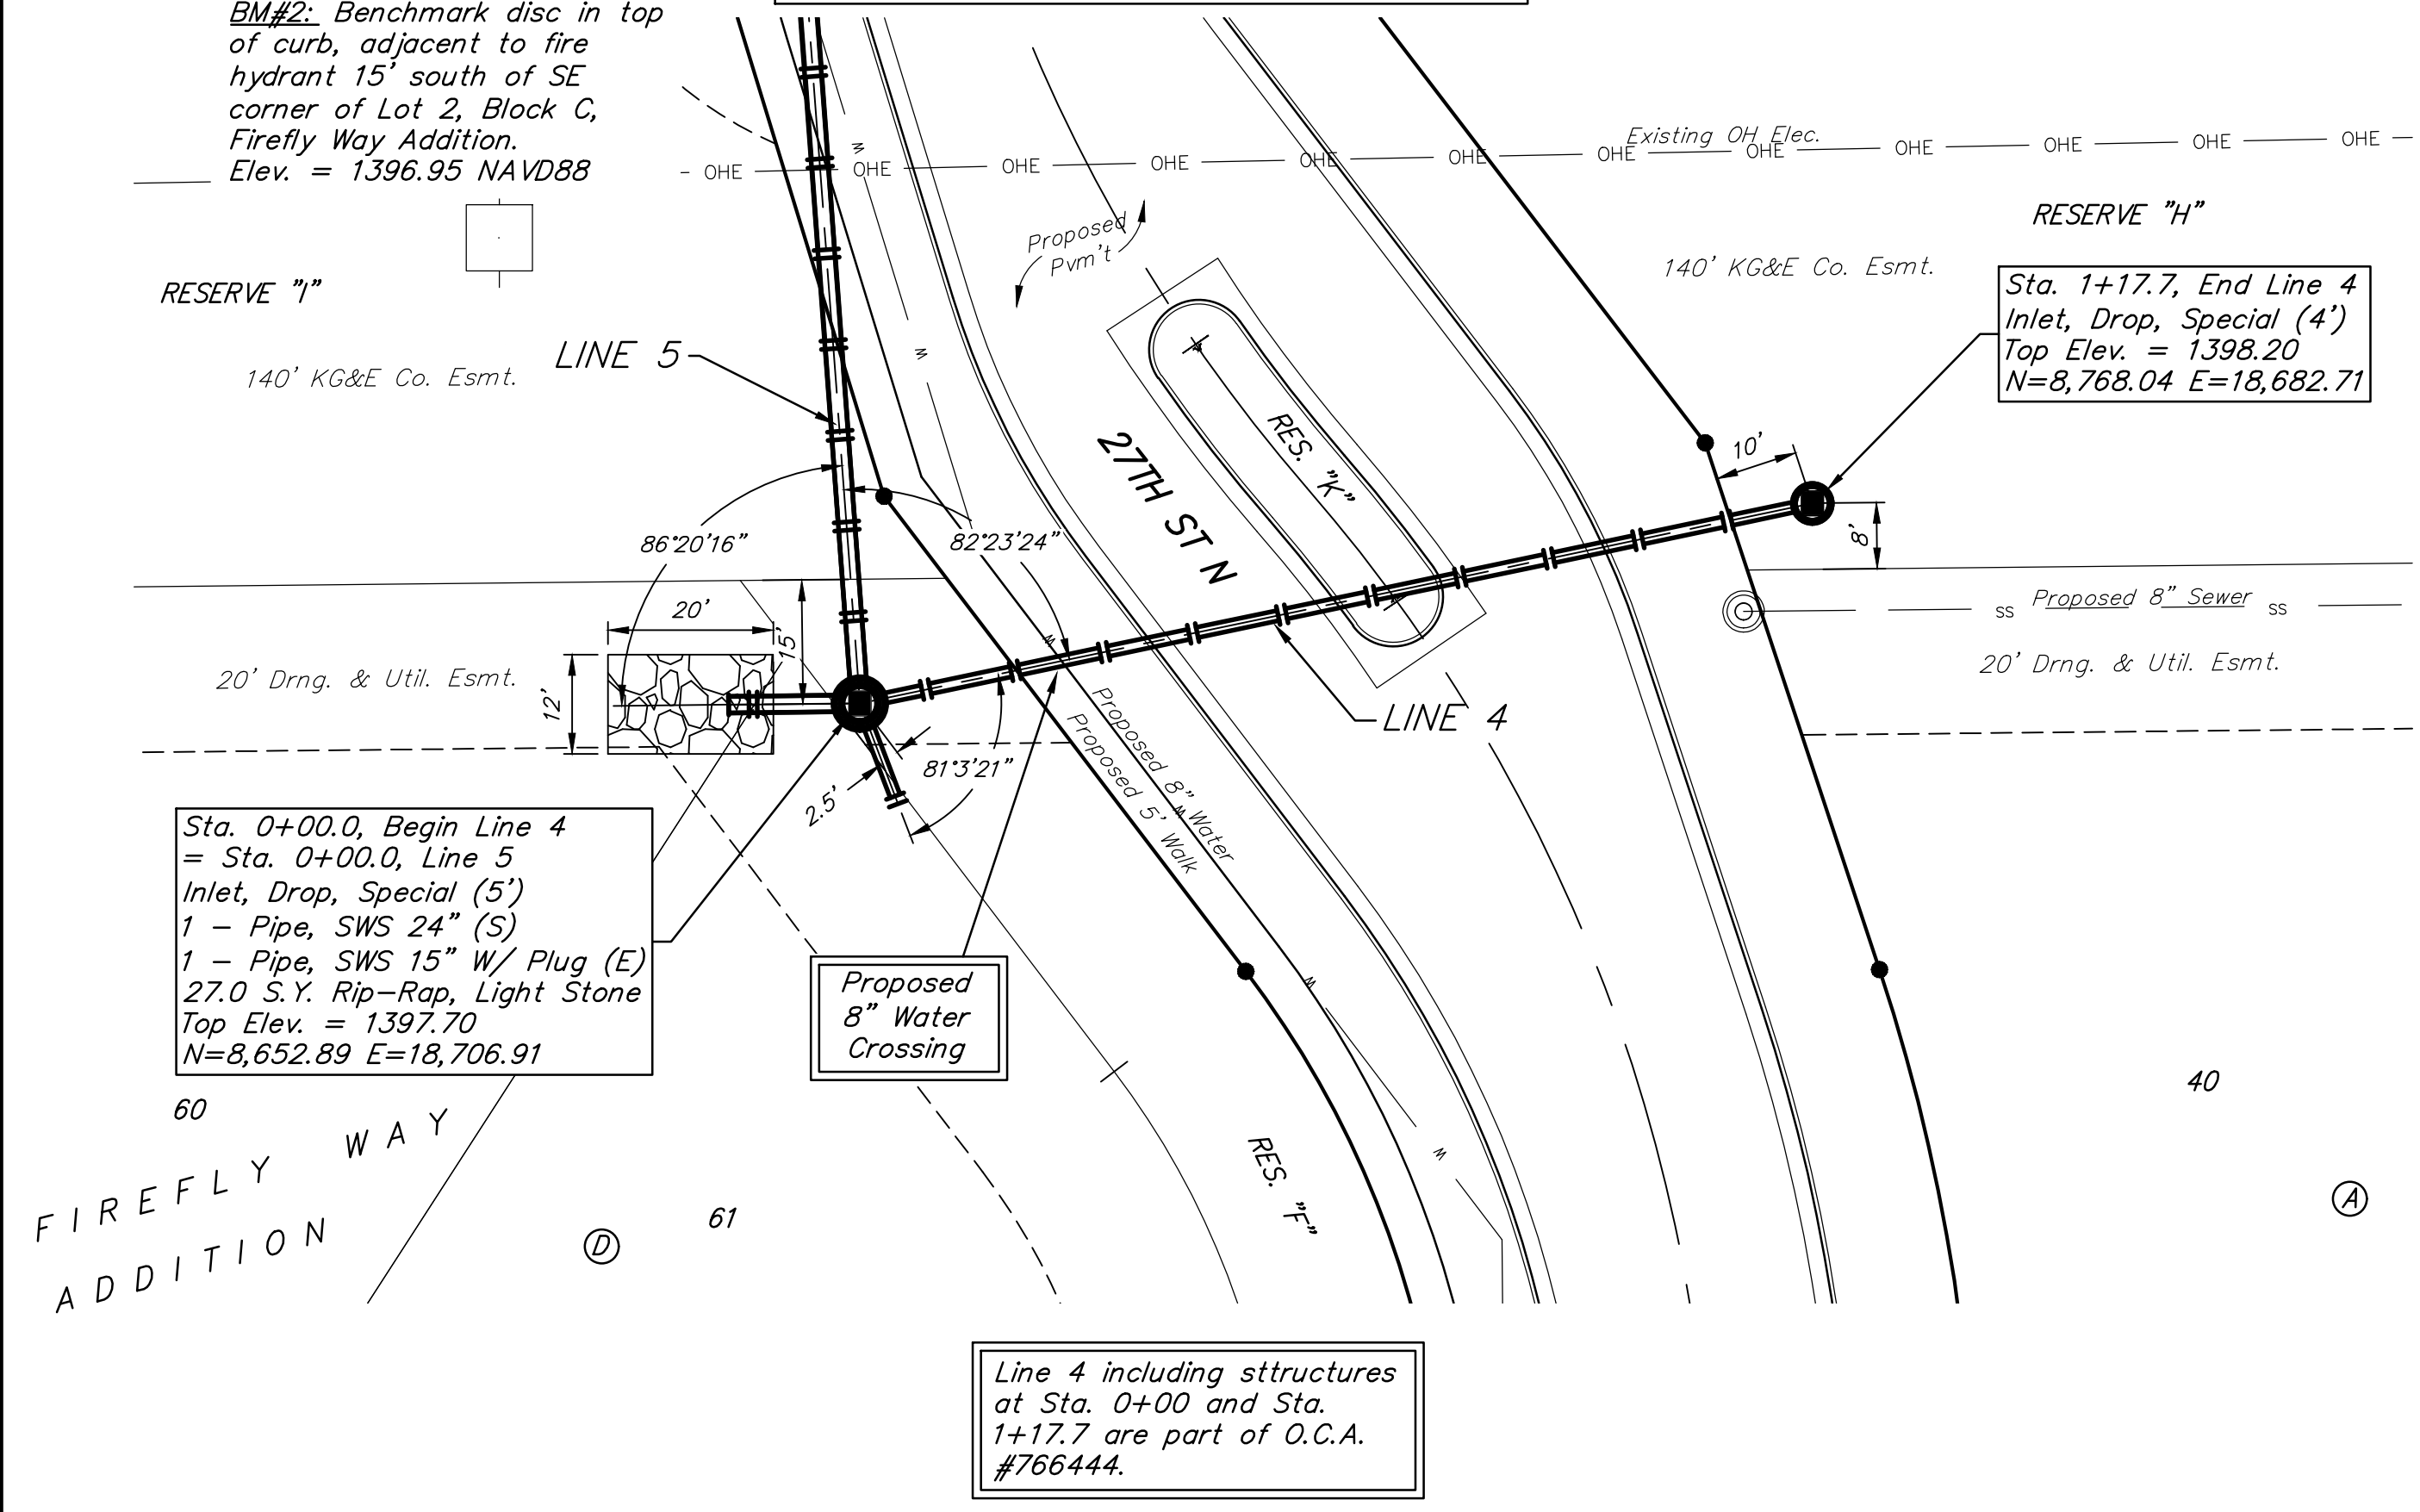 BM#2: Benchmark disc in top
of curb, adjacent to fire
hydrant 15' south of SE
corner of Lot 2, Block C,
Firefly Way Addition.
Elev. = 1396.95 NAVD88
Existing OH Elec.
OHE OHE OHE OHE OHE OHE OHE OHE OHE OHE OHE OHE
RESERVE "H"
140' KG&E Co. Esmt.
Proposed
Pvm't
RESERVE "I"
140' KG&E Co. Esmt.
LINE 5
Sta. 1+17.7, End Line 4
Inlet, Drop, Special (4')
Top Elev. = 1398.20
N=8,768.04 E=18,682.71
W
W
RES. "K"
27TH ST N
10'
8'
86°20'16"
82°23'24"
20'
15'
12'
W
20' Drng. & Util. Esmt.
SS Proposed 8" Sewer SS
20' Drng. & Util. Esmt.
LINE 4
81°3'21"
2.5'
Proposed 8" Water
W
Proposed 5' Walk
Sta. 0+00.0, Begin Line 4
= Sta. 0+00.0, Line 5
Inlet, Drop, Special (5')
1 - Pipe, SWS 24" (S)
1 - Pipe, SWS 15" W/ Plug (E)
27.0 S.Y. Rip-Rap, Light Stone
Top Elev. = 1397.70
N=8,652.89 E=18,706.91
Proposed
8" Water
Crossing
W
W
60
40
FIREFLY WAY
ADDITION
D
61
RES. "F"
A
Line 4 including sttructures
at Sta. 0+00 and Sta.
1+17.7 are part of O.C.A.
#766444.